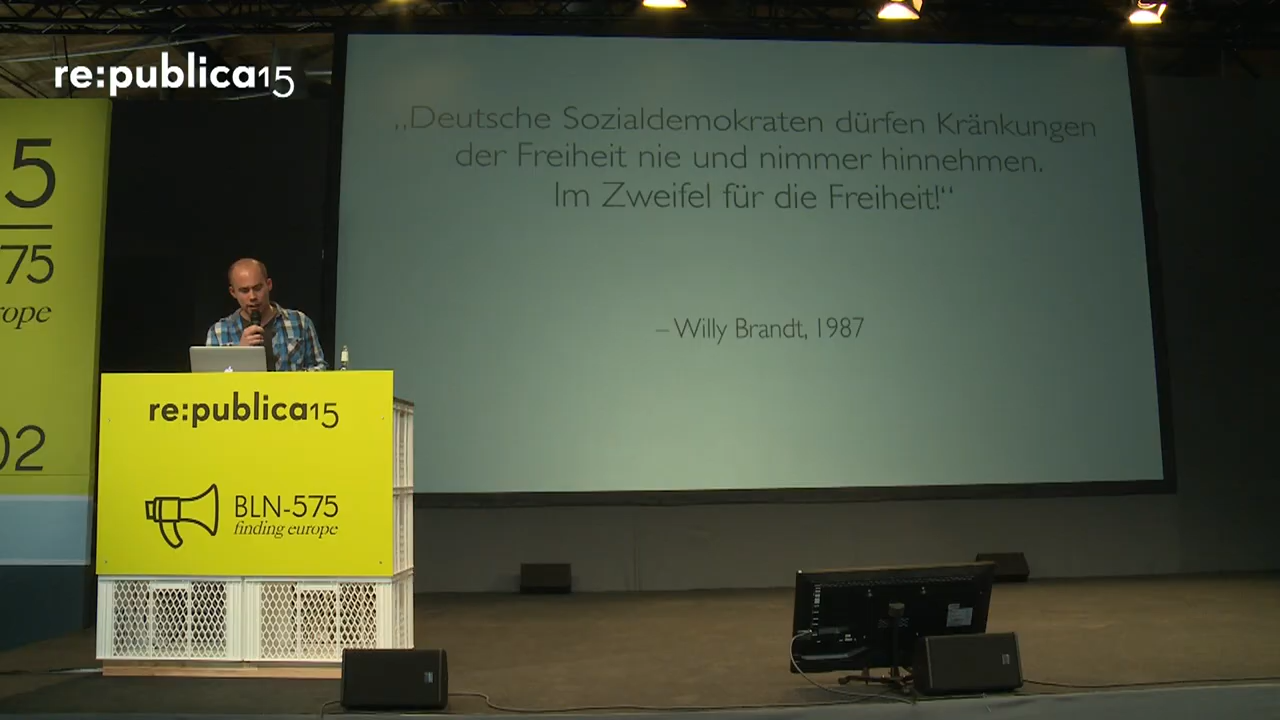 re:publica15
5
75
rope
02
„Deutsche Sozialdemokraten dürfen Kränkungen
der Freiheit nie und nimmer hinnehmen.
Im Zweifel für die Freiheit!“
– Willy Brandt, 1987
re:publica15
BLN-575
finding europe